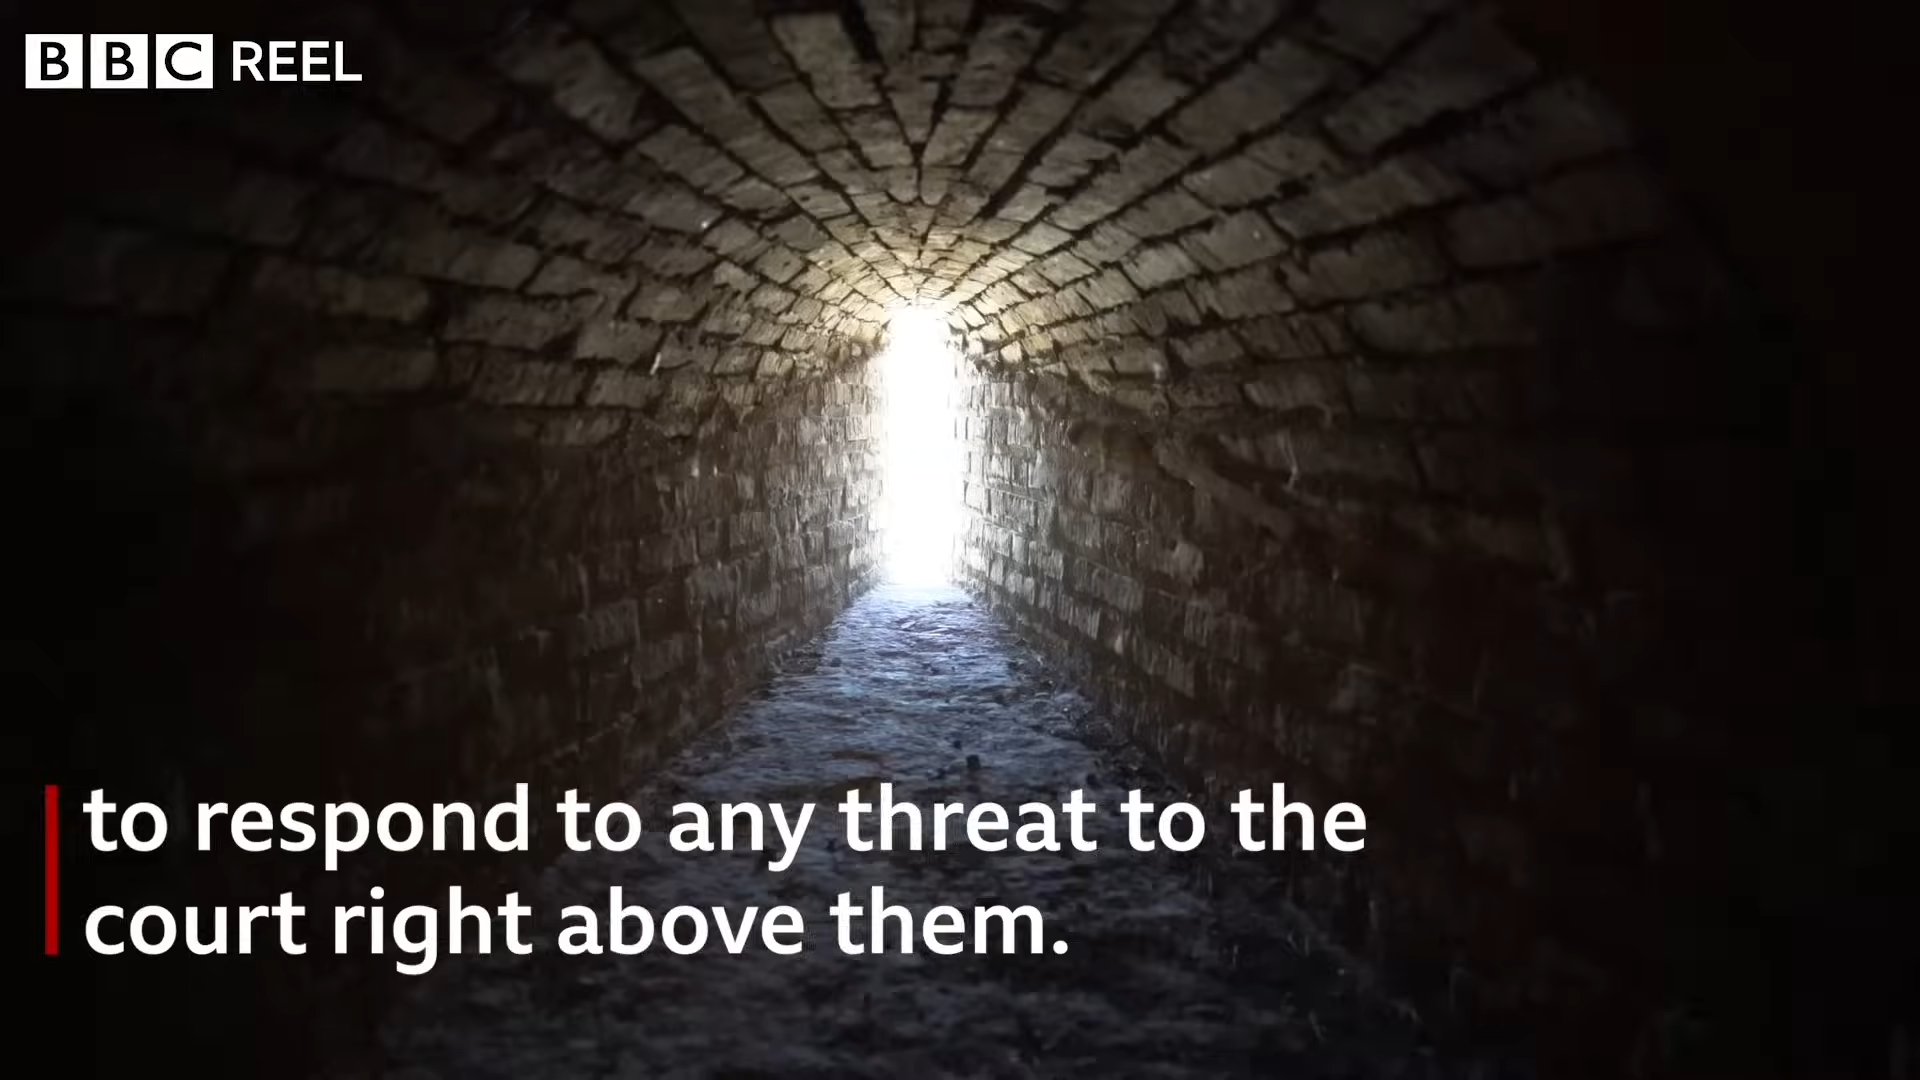 BBC REEL
to respond to any threat to the
court right above them.